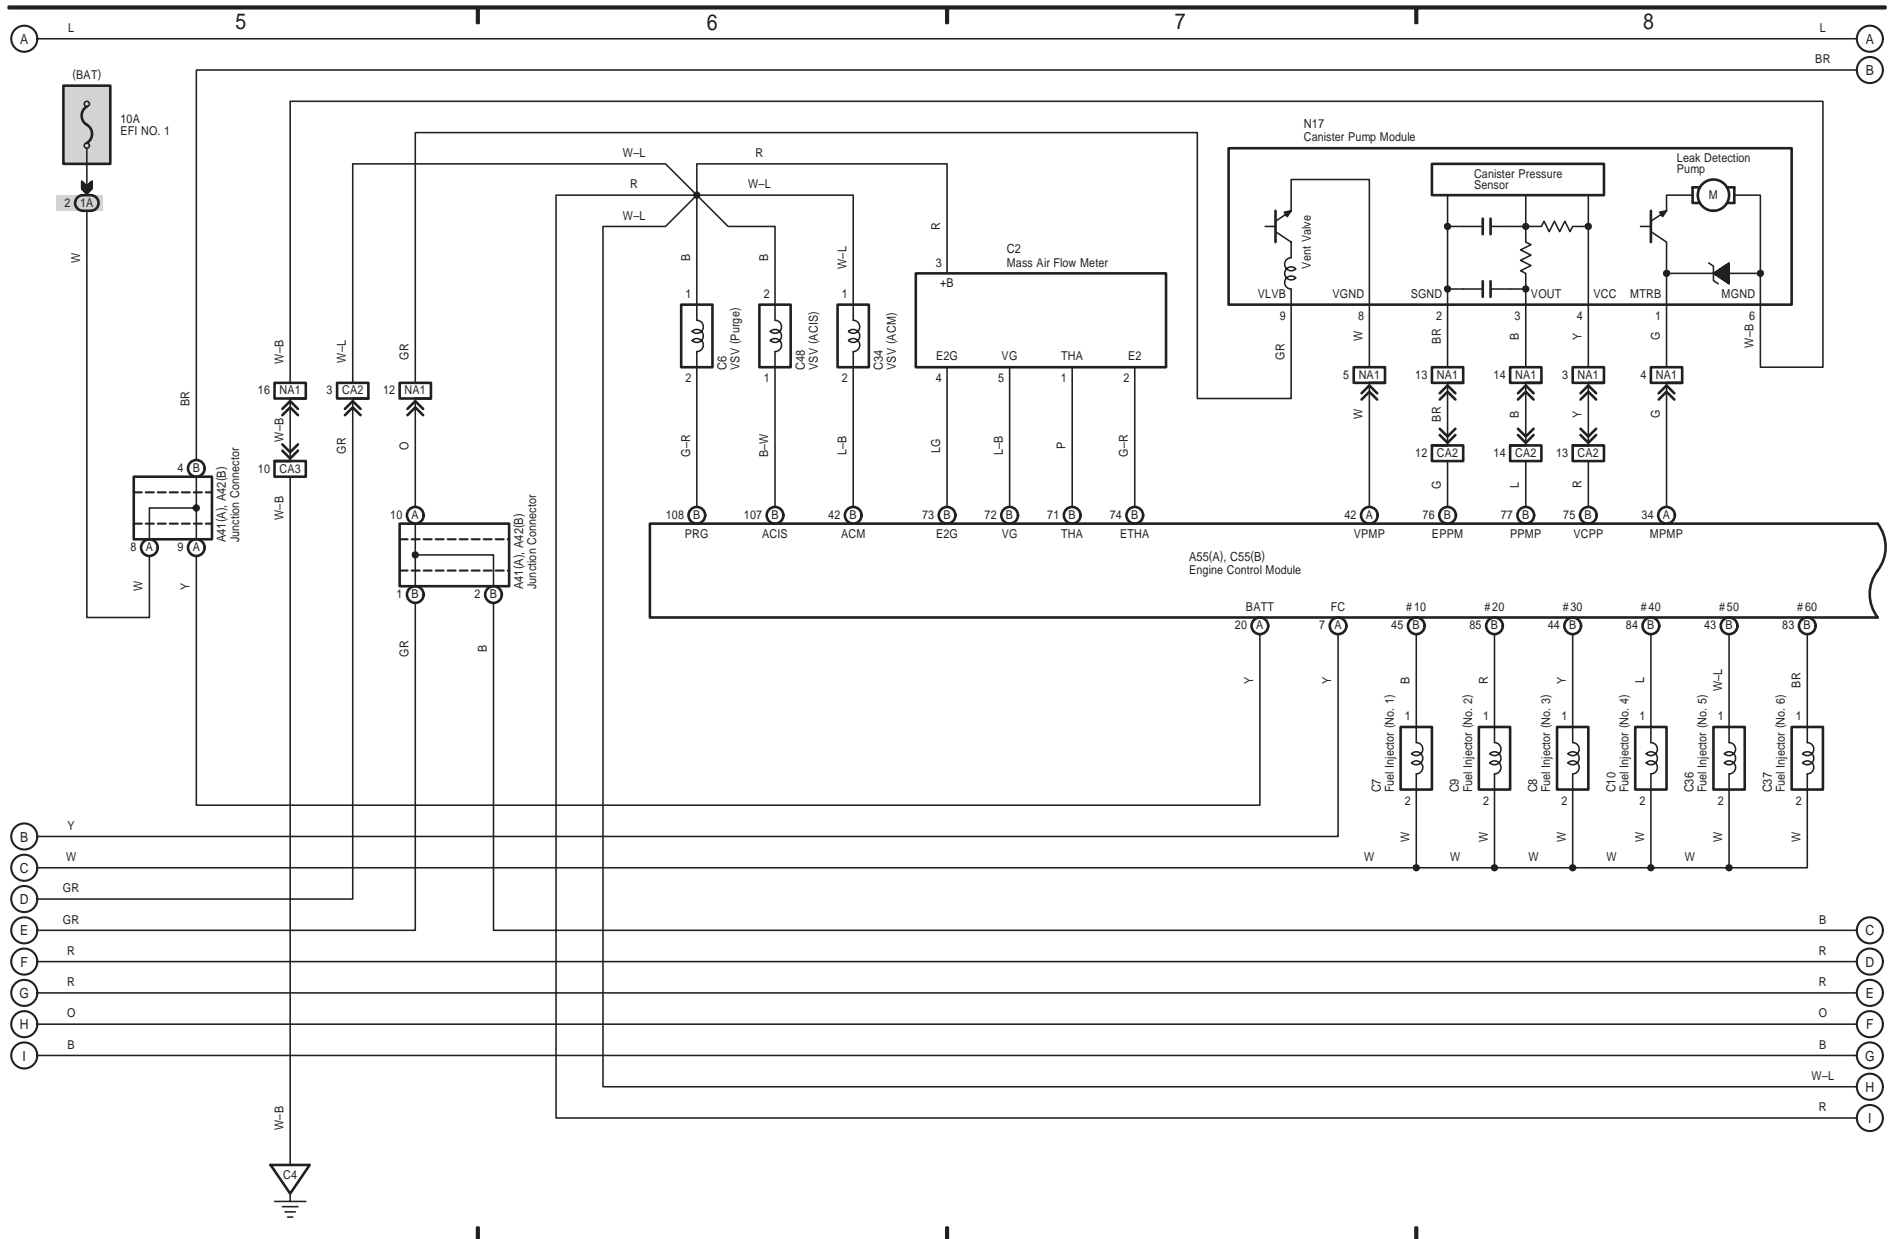 5 6 7 8
A L L A
BR B
(BAT)
10A
EFI NO. 1
2 1A
W
N17
Canister Pump Module
Canister Pressure
Sensor
Leak Detection
Pump
M
Vent Valve
VLVB VGND SGND VOUT VCC MTRB MGND
9 8 2 3 4 1 6
GR W BR B Y G W–B
W–L R
R W–L
W–L
B B W–L R
C2
Mass Air Flow Meter
3
+B
1 2 1
C6
VSV (Purge)
C48
VSV (ACIS)
C34
VSV (ACM)
2 1 2
E2G VG THA E2
4 5 1 2
W–B W–L GR
16 NA1 3 CA2 12 NA1
5 NA1 13 NA1 14 NA1 3 NA1 4 NA1
BR W–B GR O
W BR B Y G
10 CA3
12 CA2 14 CA2 13 CA2
W–B
G–R B–W L–B LG L–B P G–R
G L R
4 B
A41(A), A42(B)
Junction Connector
8 A 9 A
W Y
10 A
A41(A), A42(B)
Junction Connector
1 B 2 B
GR B
108 B 107 B 42 B 73 B 72 B 71 B 74 B 42 A 76 B 77 B 75 B 34 A
PRG ACIS ACM E2G VG THA ETHA VPMP EPPM PPMP VCPP MPMP
A55(A), C55(B)
Engine Control Module
BATT FC #10 #20 #30 #40 #50 #60
20 A 7 A 45 B 85 B 44 B 84 B 43 B 83 B
Y Y B R Y L W–L BR
1 1 1 1 1 1
C7
Fuel Injector (No. 1)
C9
Fuel Injector (No. 2)
C8
Fuel Injector (No. 3)
C10
Fuel Injector (No. 4)
C36
Fuel Injector (No. 5)
C37
Fuel Injector (No. 6)
2 2 2 2 2 2
W W W W W W
B Y
C W W W W W W
D GR
E GR B C
F R R D
G R R E
H O O F
I B B G
W–L H
R I
W–B
C4